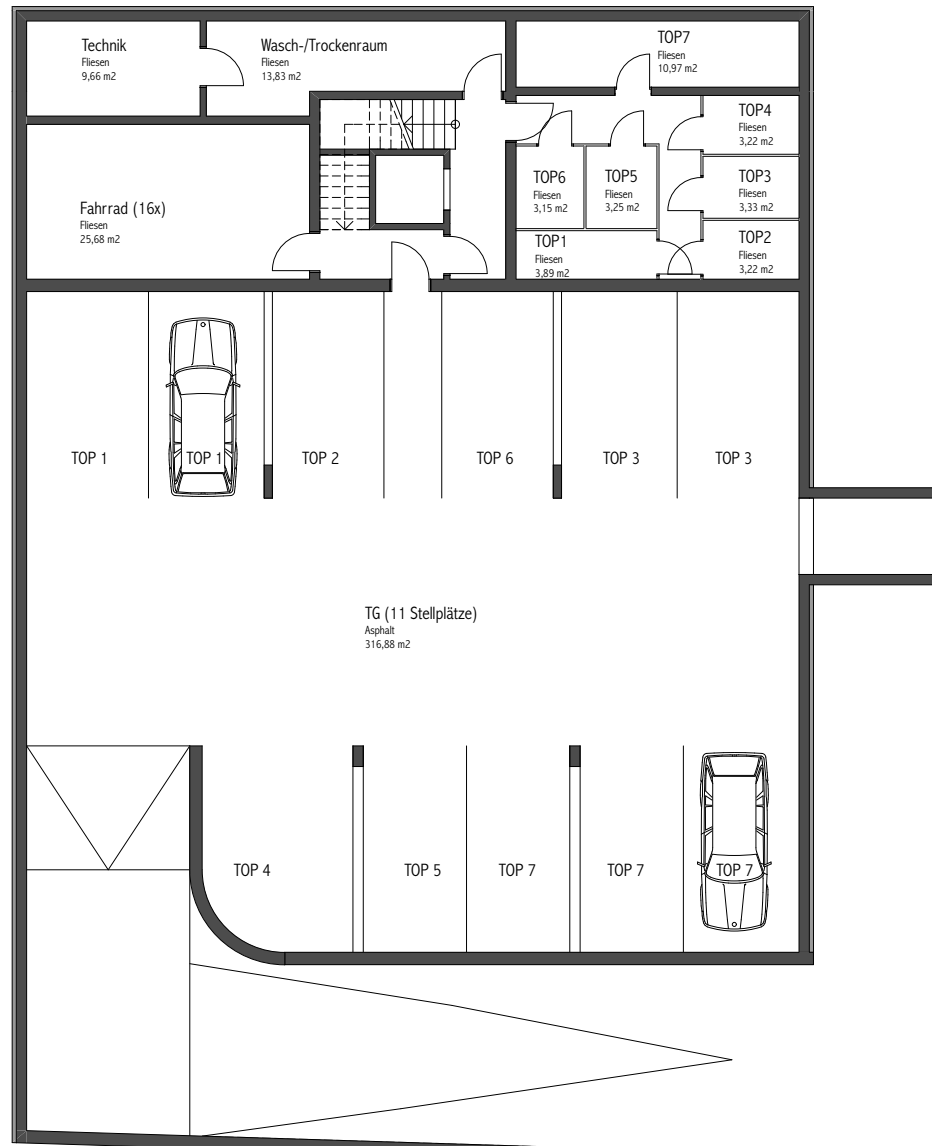 Technik
Fliesen
9,66 m2
Wasch-/Trockenraum
Fliesen
13,83 m2
TOP7
Fliesen
10,97 m2
TOP4
Fliesen
3,22 m2
TOP6
Fliesen
3,15 m2
TOP5
Fliesen
3,25 m2
TOP3
Fliesen
3,33 m2
Fahrrad (16x)
Fliesen
25,68 m2
TOP1
Fliesen
3,89 m2
TOP2
Fliesen
3,22 m2
TOP 1
TOP 1
TOP 2
TOP 6
TOP 3
TOP 3
TG (11 Stellplätze)
Asphalt
316,88 m2
TOP 4
TOP 5
TOP 7
TOP 7
TOP 7